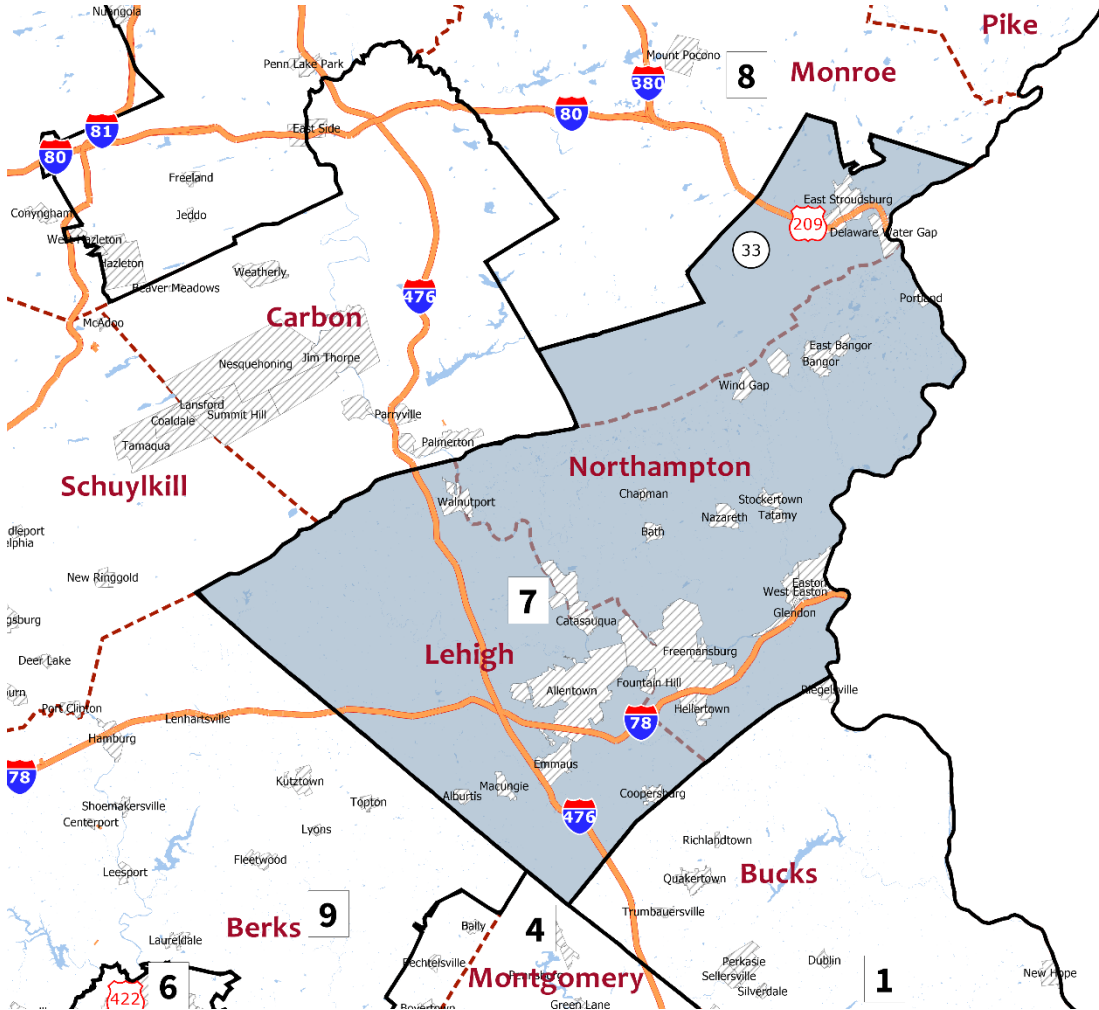 Nuangola
Pike
Penn Lake Park
Mount Pocono
8
Monroe
380
81
80
East Side
80
Freeland
Conyngham
Jeddo
East Stroudsburg
209
Delaware Water Gap
West Hazleton
33
Hazleton
Weatherly
Beaver Meadows
476
Portland
McAdoo
Carbon
East Bangor
Nesquehoning
Jim Thorpe
Bangor
Wind Gap
Lansford
Summit Hill
Parryville
Coaldale
Tamaqua
Palmerton
Northampton
Schuylkill
Walnutport
Chapman
Stockertown
Nazareth
Tatamy
dleport
Bath
elphia
New Ringgold
Easton
West Easton
7
Glendon
gsburg
Catasauqua
Lehigh
Freemansburg
Deer Lake
Fountain Hill
Allentown
Riegelsville
urn
Port Clinton
Hellertown
Lenhartsville
78
Hamburg
Emmaus
78
Kutztown
Macungie
Coopersburg
Alburtis
Shoemakersville
Topton
476
Centerport
Lyons
Richlandtown
Fleetwood
Leesport
Bucks
Quakertown
9
Berks
Trumbauersville
Bally
4
Laureldale
Perkasie
Dublin
Bechtelsville
Montgomery
Sellersville
1
New Hope
6
Silverdale
422
Boyertown
Green Lane